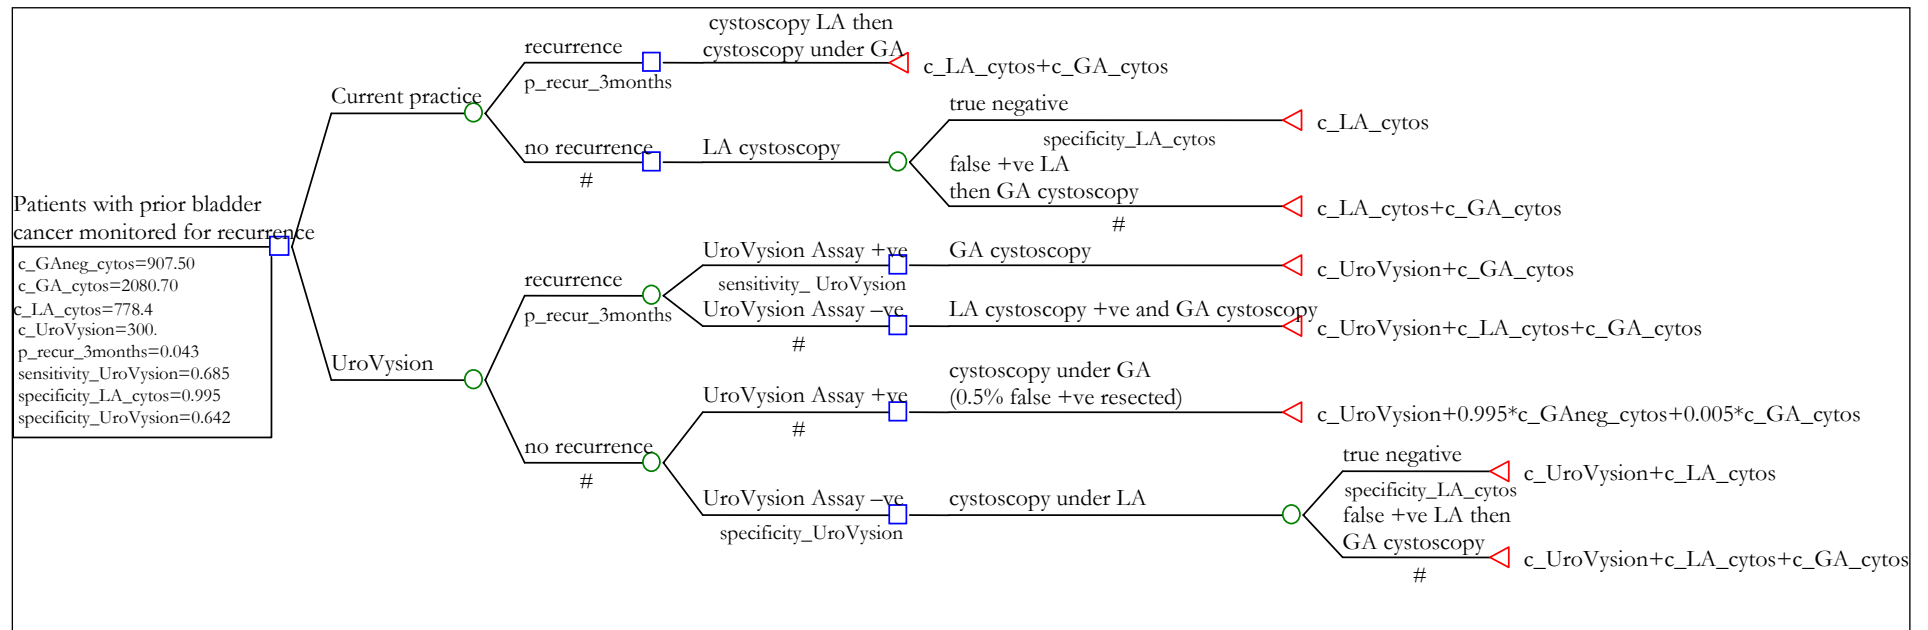 cystoscopy LA then
cystoscopy under GA
recurrence
p_recur_3months
c_LA_cytos+c_GA_cytos
Current practice
true negative
specificity_LA_cytos
c_LA_cytos
no recurrence
#
LA cystoscopy
false +ve LA
then GA cystoscopy
#
c_LA_cytos+c_GA_cytos
Patients with prior bladder
cancer monitored for recurrence
c_GAneg_cytos=907.50
c_GA_cytos=2080.70
c_LA_cytos=778.4
c_UroVysion=300.
p_recur_3months=0.043
sensitivity_UroVysion=0.685
specificity_LA_cytos=0.995
specificity_UroVysion=0.642
UroVysion Assay +ve
sensitivity_ UroVysion
GA cystoscopy
c_UroVysion+c_GA_cytos
recurrence
p_recur_3months
UroVysion Assay –ve
#
LA cystoscopy +ve and GA cystoscopy
c_UroVysion+c_LA_cytos+c_GA_cytos
UroVysion
UroVysion Assay +ve
#
cystoscopy under GA
(0.5% false +ve resected)
c_UroVysion+0.995*c_GAneg_cytos+0.005*c_GA_cytos
no recurrence
#
UroVysion Assay –ve
specificity_UroVysion
cystoscopy under LA
true negative
specificity_LA_cytos
c_UroVysion+c_LA_cytos
false +ve LA then
GA cystoscopy
#
c_UroVysion+c_LA_cytos+c_GA_cytos